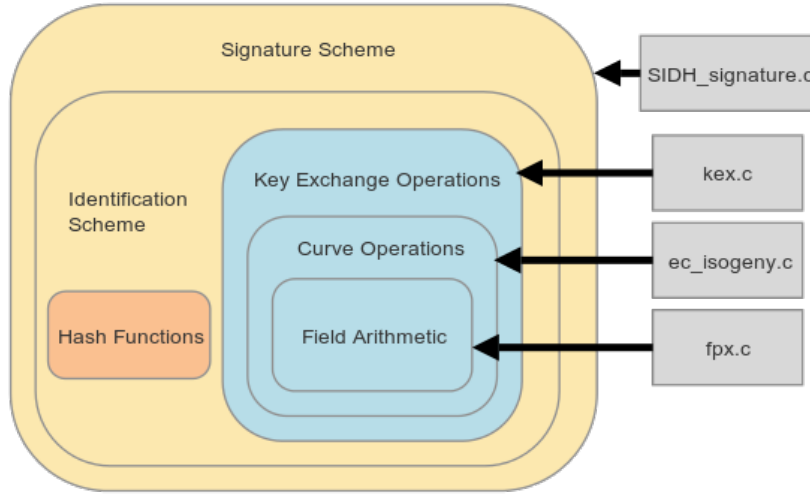 Signature Scheme
SIDH_signature.c
Key Exchange Operations
kex.c
Identification
Scheme
Curve Operations
ec_isogeny.c
Hash Functions
Field Arithmetic
fpx.c